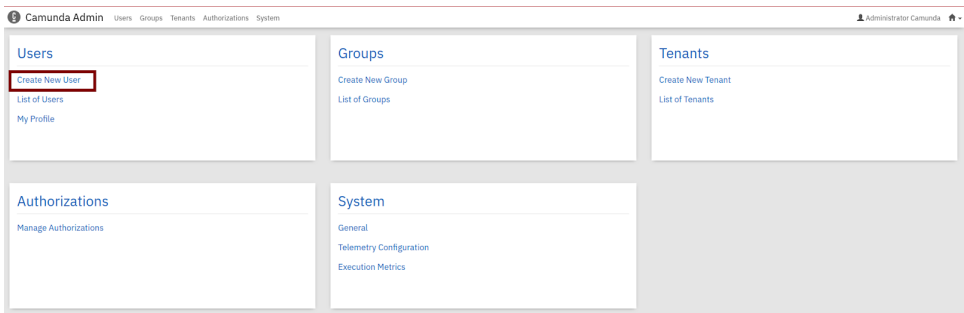 Camunda Admin Users Groups Tenants Authorizations System Administrator Camunda
Users
Create New User
List of Users
My Profile
Groups
Create New Group
List of Groups
Tenants
Create New Tenant
List of Tenants
Authorizations
Manage Authorizations
System
General
Telemetry Configuration
Execution Metrics